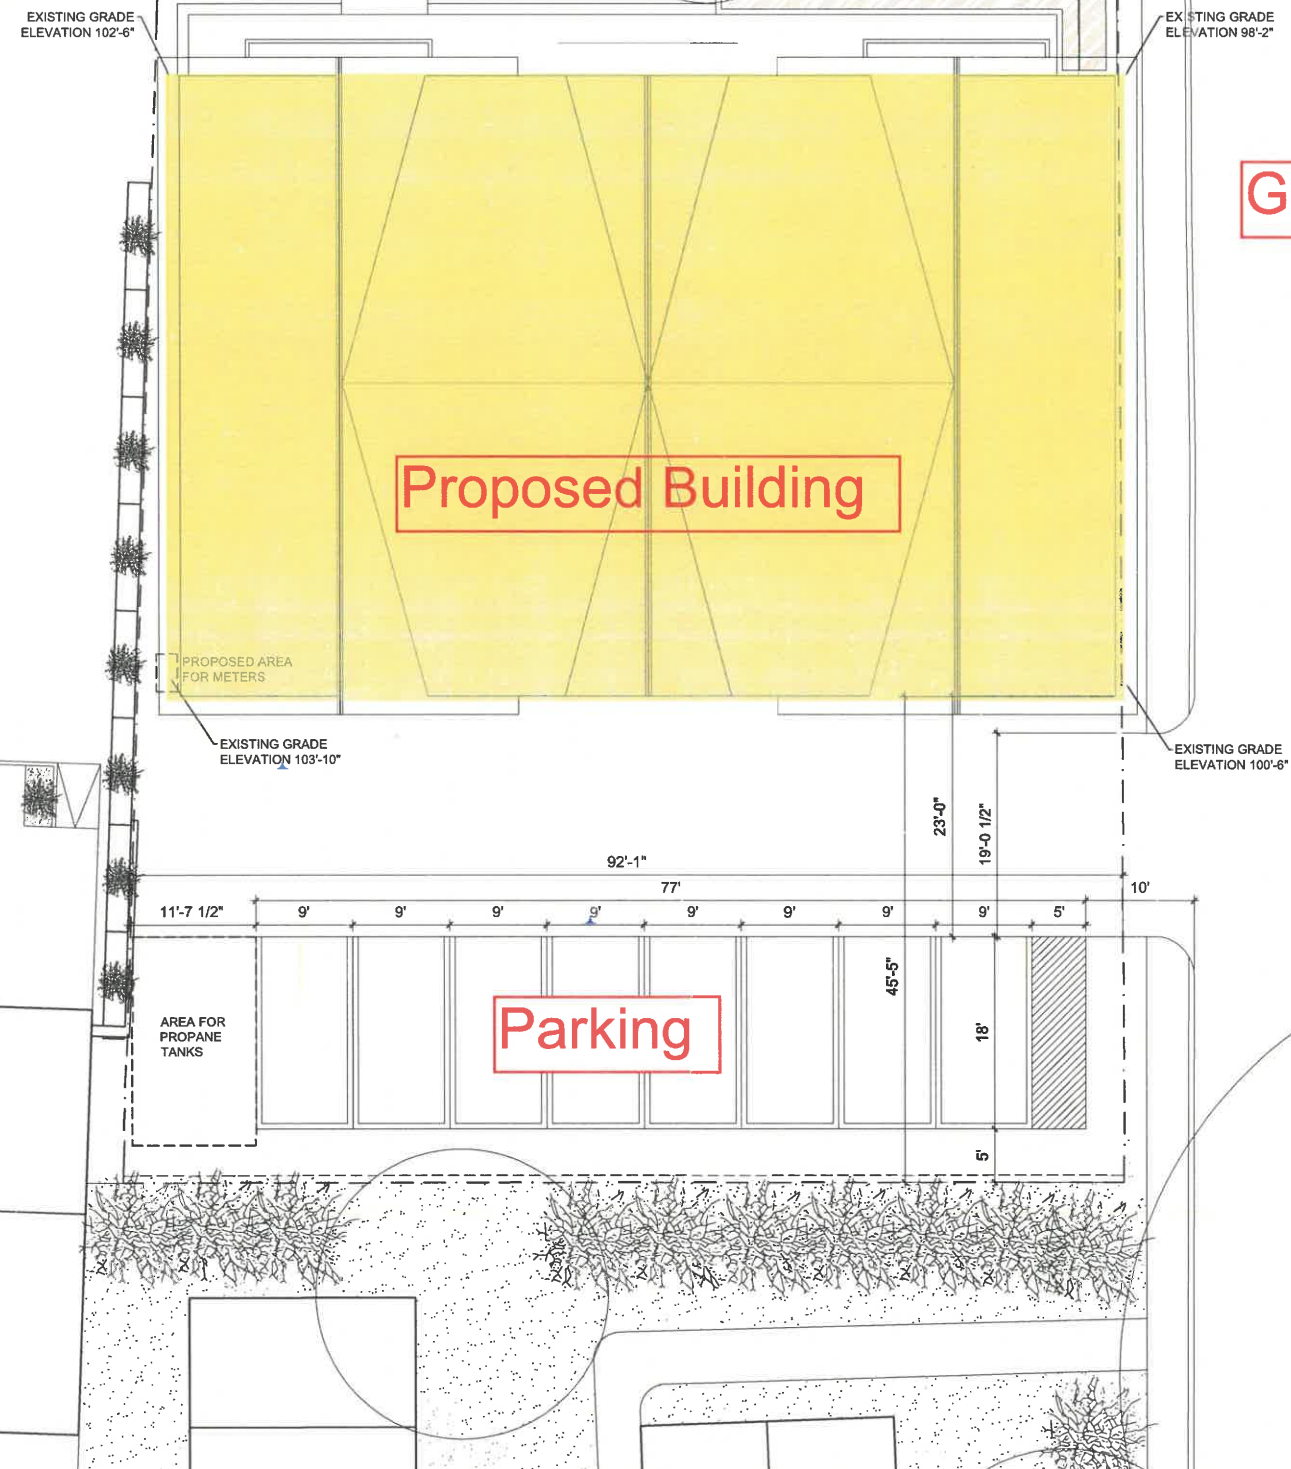 EXISTING GRADE
ELEVATION 102'-6"
EXISTING GRADE
ELEVATION 98'-2"
G
Proposed Building
PROPOSED AREA
FOR METERS
EXISTING GRADE
ELEVATION 103'-10"
EXISTING GRADE
ELEVATION 100'-6"
23'-0"
19'-0 1/2"
92'-1"
77'
10'
11'-7 1/2"
9'
9'
9'
9'
9'
9'
9'
9'
5'
45'-5"
AREA FOR
PROPANE
TANKS
Parking
18'
5'